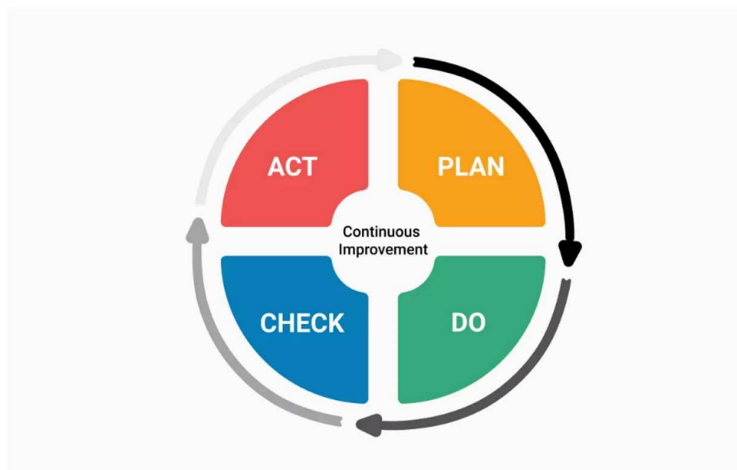 ACT
PLAN
Continuous
Improvement
CHECK
DO